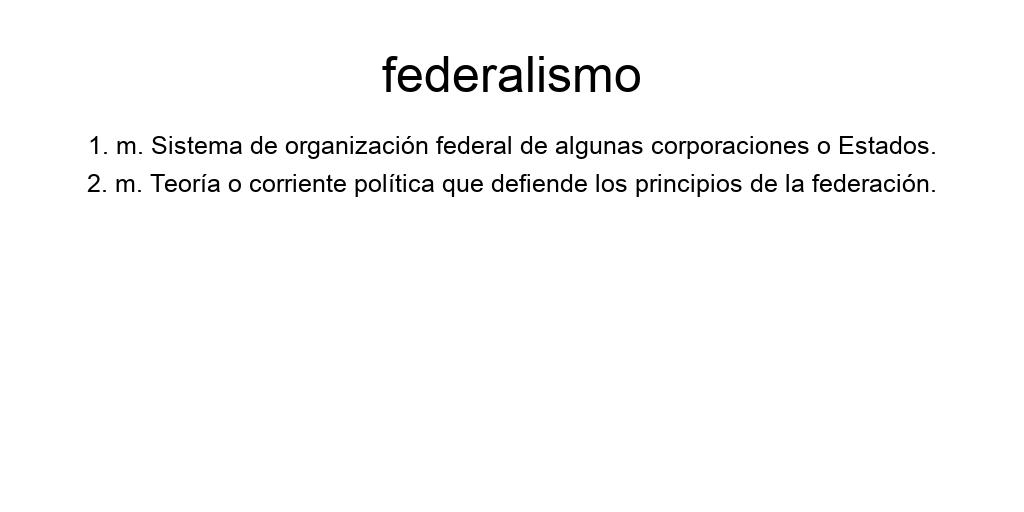 federalismo
1. m. Sistema de organización federal de algunas corporaciones o Estados.
2. m. Teoría o corriente política que defiende los principios de la federación.